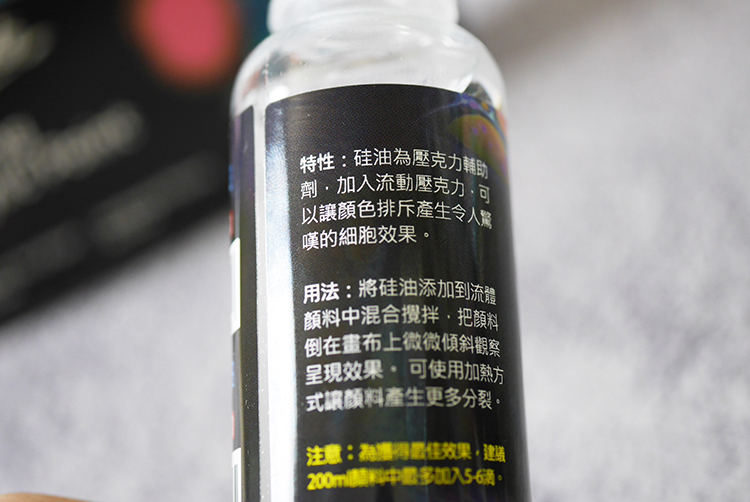 特性：硅油為壓克力輔助
劑，加入流動壓克力，可
以讓顏色排斥產生令人驚
嘆的細胞效果。
用法：將硅油添加到流體
顏料中混合攪拌，把顏料
倒在畫布上微微傾斜觀察
呈現效果。 可使用加熱方
式讓顏料產生更多分裂。
注意：為獲得最佳效果，建議
200ml顏料中最多加入5-6滴。